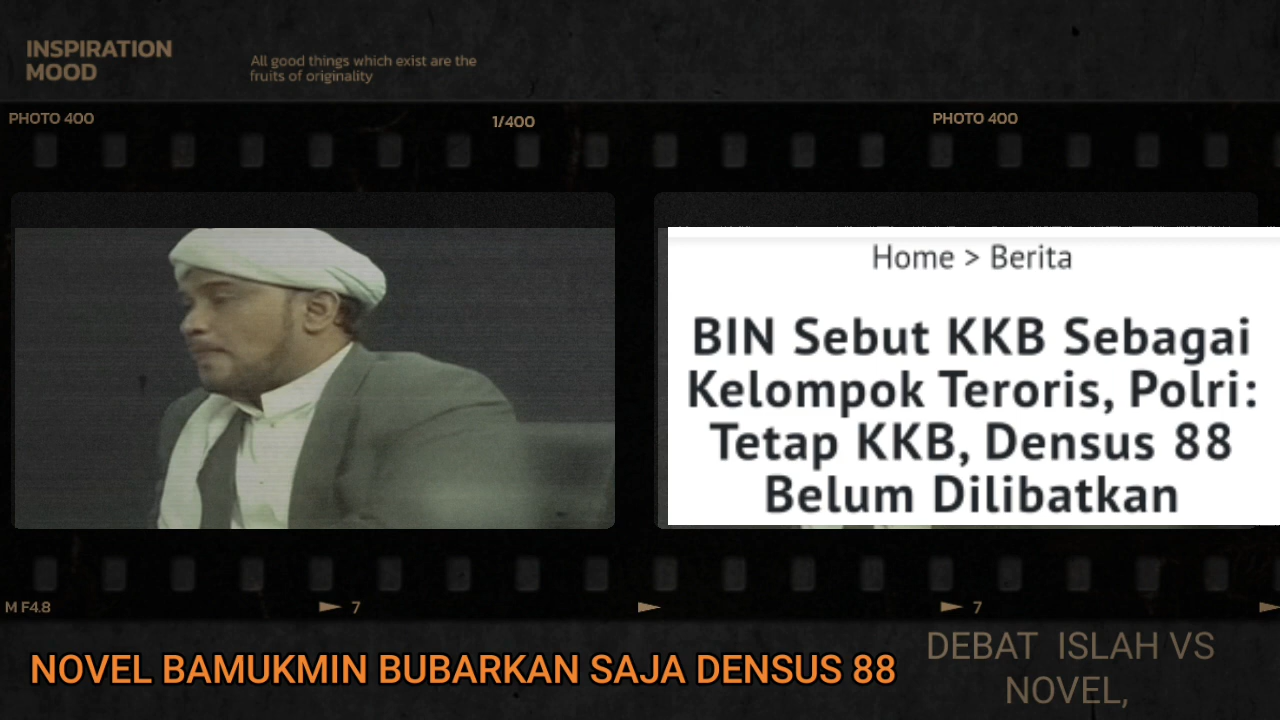 INSPIRATION
MOOD
All good things which exist are the
fruits of originality
PHOTO 400
1/400
PHOTO 400
Home > Berita
BIN Sebut KKB Sebagai
Kelompok Teroris, Polri:
Tetap KKB, Densus 88
Belum Dilibatkan
M F4.8
7
7
NOVEL BAMUKMIN BUBARKAN SAJA DENSUS 88
DEBAT ISLAH VS
NOVEL,